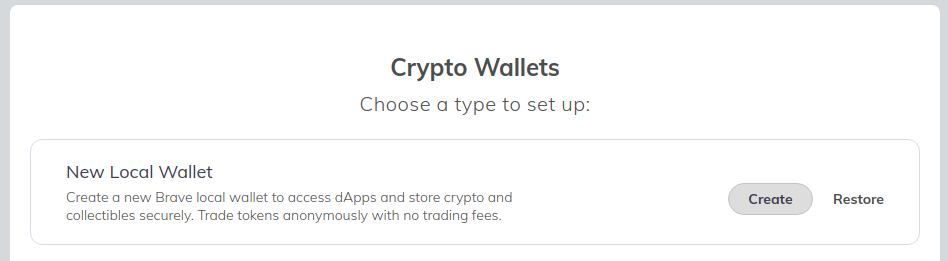 Crypto Wallets
Choose a type to set up:
New Local Wallet
Create a new Brave local wallet to access dApps and store crypto and
collectibles securely. Trade tokens anonymously with no trading fees.
Create
Restore